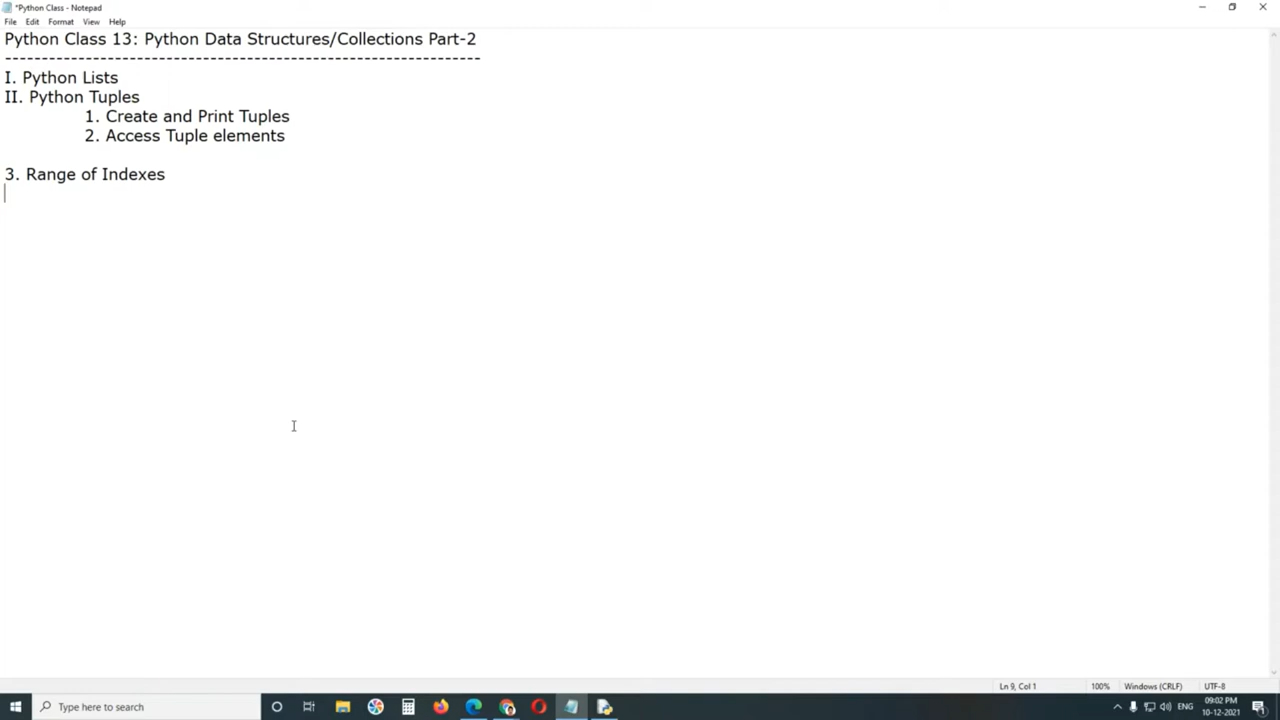 *Python Class - Notepad
File Edit Format View Help
Python Class 13: Python Data Structures/Collections Part-2
------------------------------------------------------------------
I. Python Lists
II. Python Tuples
1. Create and Print Tuples
2. Access Tuple elements
3. Range of Indexes
Ln 9, Col 1 100% Windows (CRLF) UTF-8
Type here to search
ENG
09:02 PM
10-12-2021
1